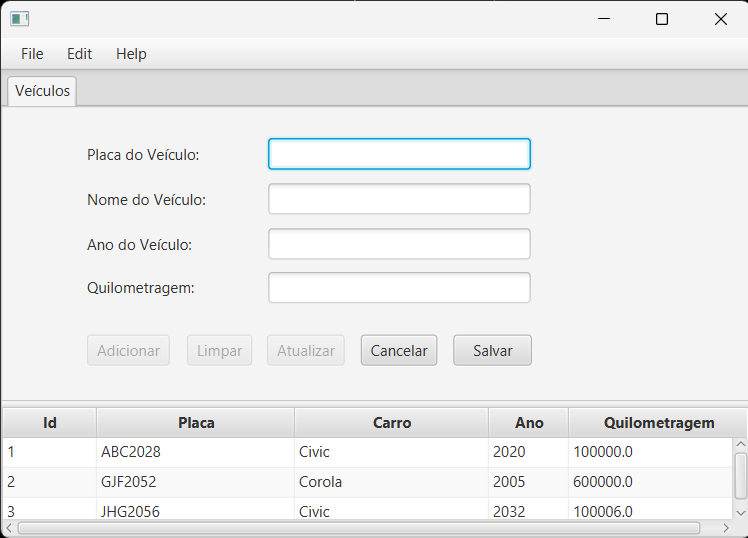 File Edit Help
Veículos
Placa do Veículo:
Nome do Veículo:
Ano do Veículo:
Quilometragem:
Adicionar Limpar Atualizar Cancelar Salvar
Id Placa Carro Ano Quilometragem
1 ABC2028 Civic 2020 100000.0
2 GJF2052 Corola 2005 600000.0
3 JHG2056 Civic 2032 100006.0